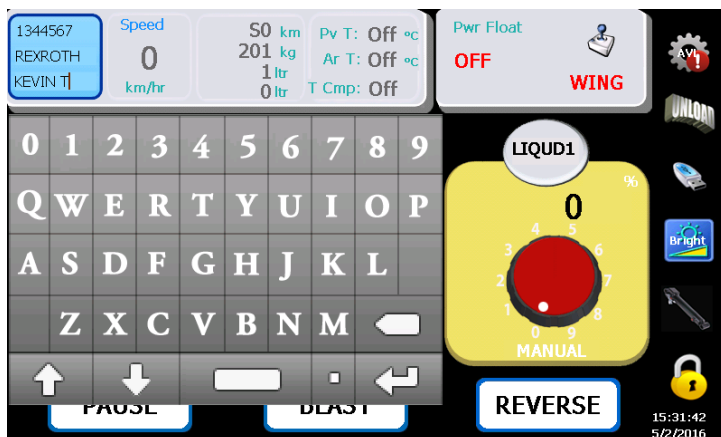 1344567
REXROTH
KEVIN T
Speed
0
km/hr
S0 km
201 kg
1 ltr
0 ltr
Pv T: Off °c
Ar T: Off °c
T Cmp: Off
Pwr Float
OFF
WING
AVL
UNLOAD
0 1 2 3 4 5 6 7 8 9
Q W E R T Y U I O P
A S D F G H J K L
Z X C V B N M
.
LIQUD1
%
0
0 1 2 3 4 5 6 7 8 9
MANUAL
Bright
PAUSE
BLAST
REVERSE
15:31:42
5/2/2016